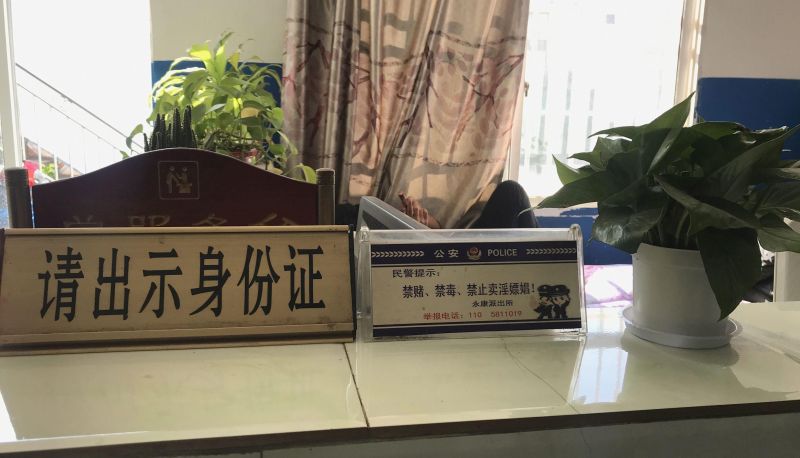 请出示身份证
公安 POLICE
民警提示:
禁赌、禁毒、禁止卖淫嫖娼!
永康派出所
举报电话: 110 5811019